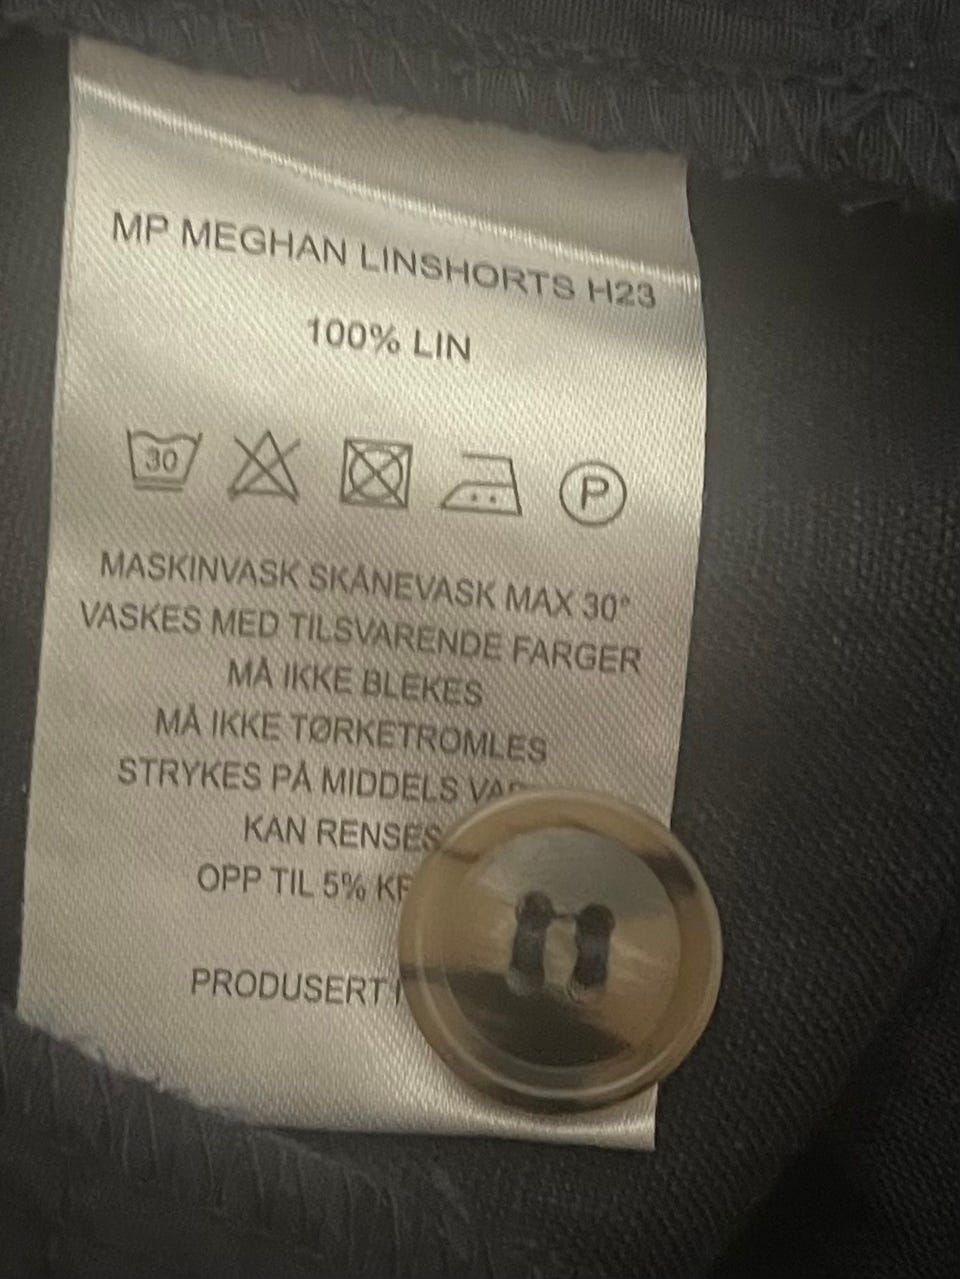 MP MEGHAN LINSHORTS H23
100% LIN
30 P
MASKINVASK SKÅNEVASK MAX 30°
VASKES MED TILSVARENDE FARGER
MÅ IKKE BLEKES
MÅ IKKE TØRKETROMLES
STRYKES PÅ MIDDELS
KAN RENSES
OPP TIL 5%
PRODUSERT